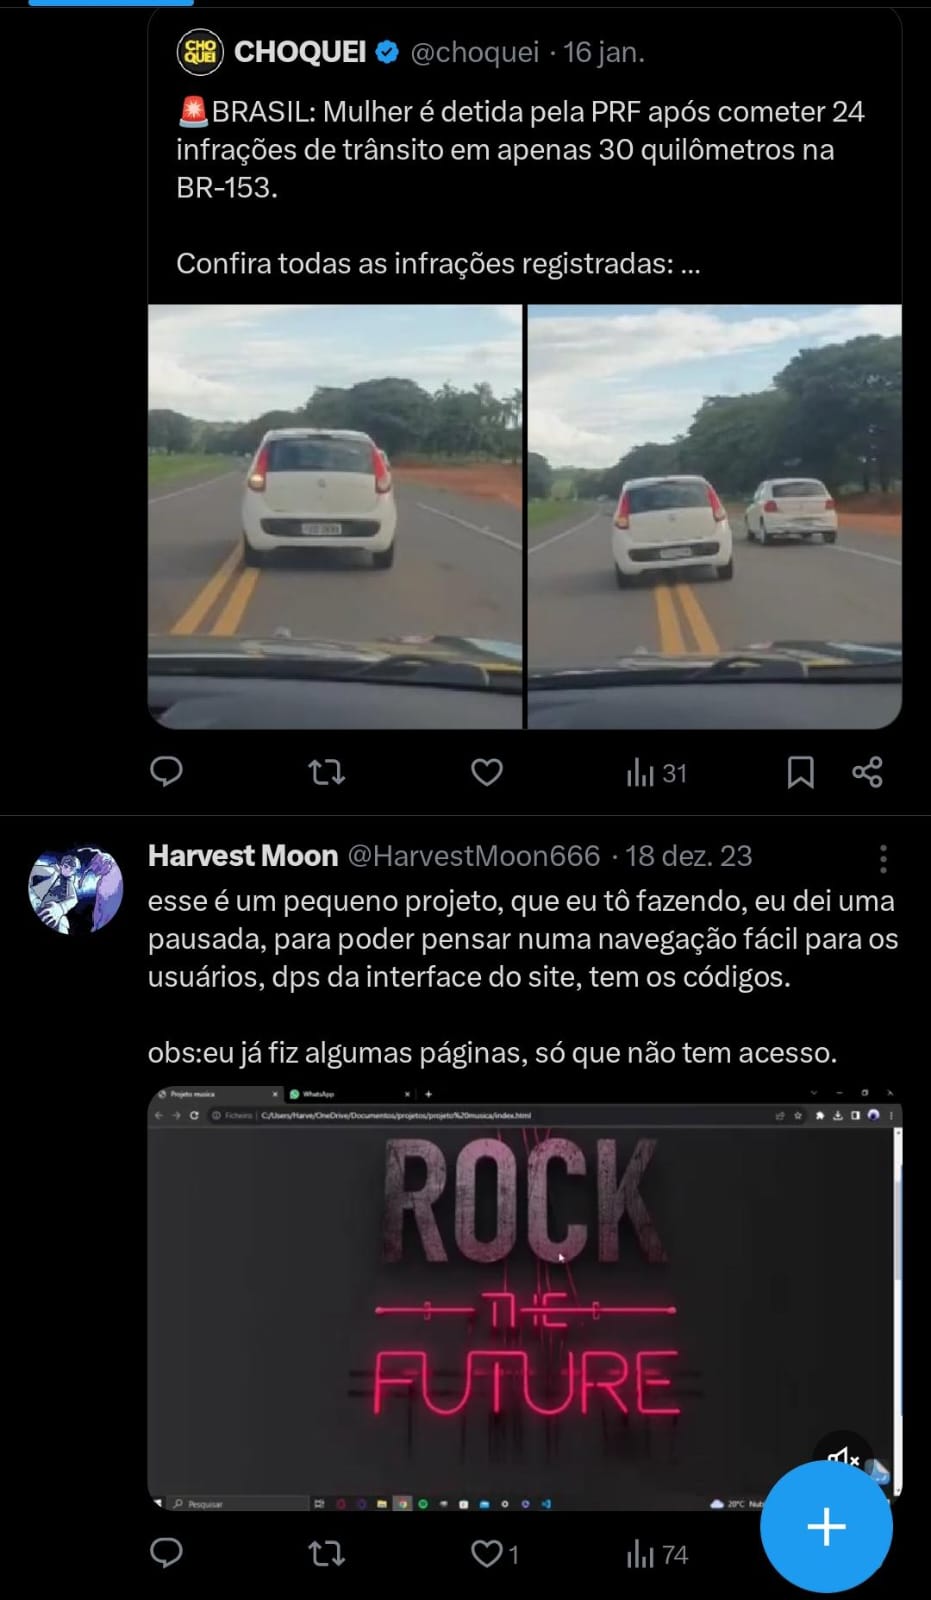 CHO
QUEI
CHOQUEI @choquei · 16 jan.
BRASIL: Mulher é detida pela PRF após cometer 24
infrações de trânsito em apenas 30 quilômetros na
BR-153.
Confira todas as infrações registradas: ...
31
Harvest Moon @HarvestMoon666 · 18 dez. 23
esse é um pequeno projeto, que eu tô fazendo, eu dei uma
pausada, para poder pensar numa navegação fácil para os
usuários, dps da interface do site, tem os códigos.
obs:eu já fiz algumas páginas, só que não tem acesso.
Projeto musica
WhatsApp
Ficheiro C:/Users/Harve/OneDrive/Documentos/projetos/projeto%20musica/index.html
ROCK
THE
FUTURE
Pesquisar
20°C
1
74